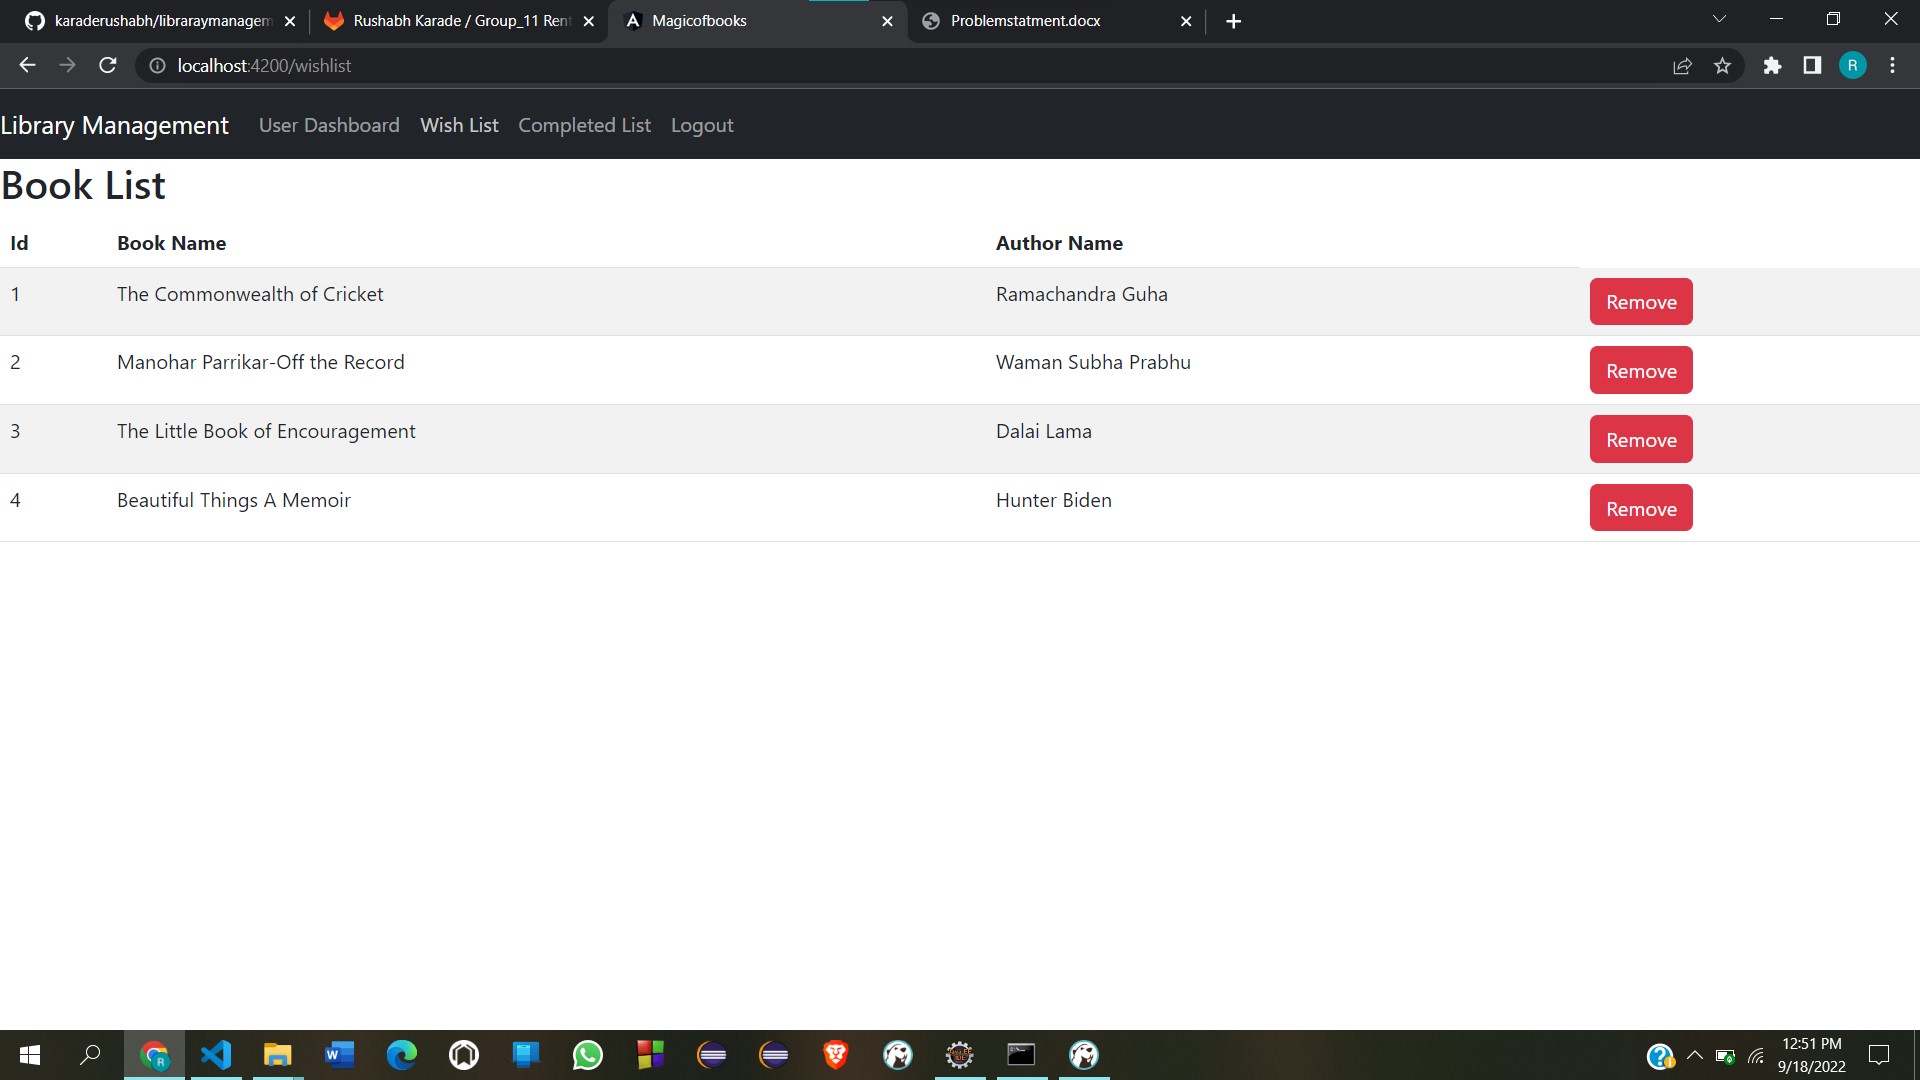 karaderushabh/libraraymanagem
Rushabh Karade / Group_11 Rent
Magicofbooks
Problemstatment.docx
localhost:4200/wishlist
R
Library Management User Dashboard Wish List Completed List Logout
Book List
Id Book Name Author Name
1 The Commonwealth of Cricket Ramachandra Guha Remove
2 Manohar Parrikar-Off the Record Waman Subha Prabhu Remove
3 The Little Book of Encouragement Dalai Lama Remove
4 Beautiful Things A Memoir Hunter Biden Remove
12:51 PM
9/18/2022